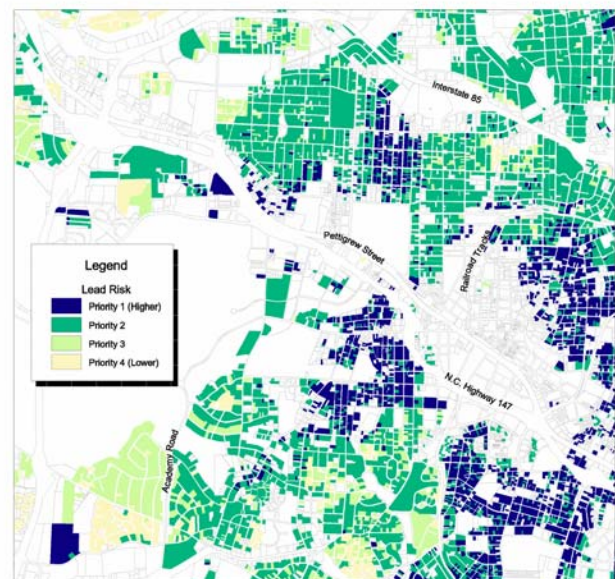 Interstate 85
Pettigrew Street
Railroad Tracks
Legend
Lead Risk
Priority 1 (Higher)
Priority 2
Priority 3
Priority 4 (Lower)
N.C. Highway 147
Academy Road